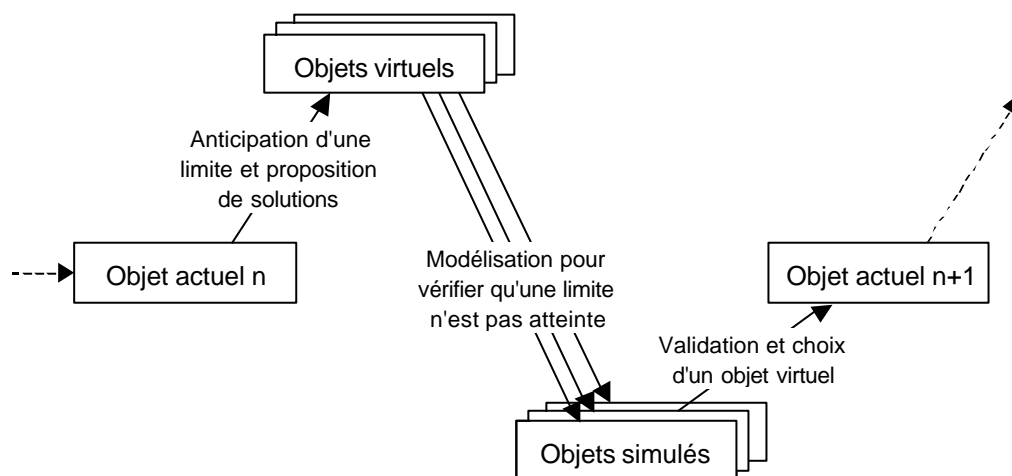 Objets virtuels
Anticipation d'une
limite et proposition
de solutions
Objet actuel n
Modélisation pour
vérifier qu'une limite
n'est pas atteinte
Objet actuel n+1
Validation et choix
d'un objet virtuel
Objets simulés